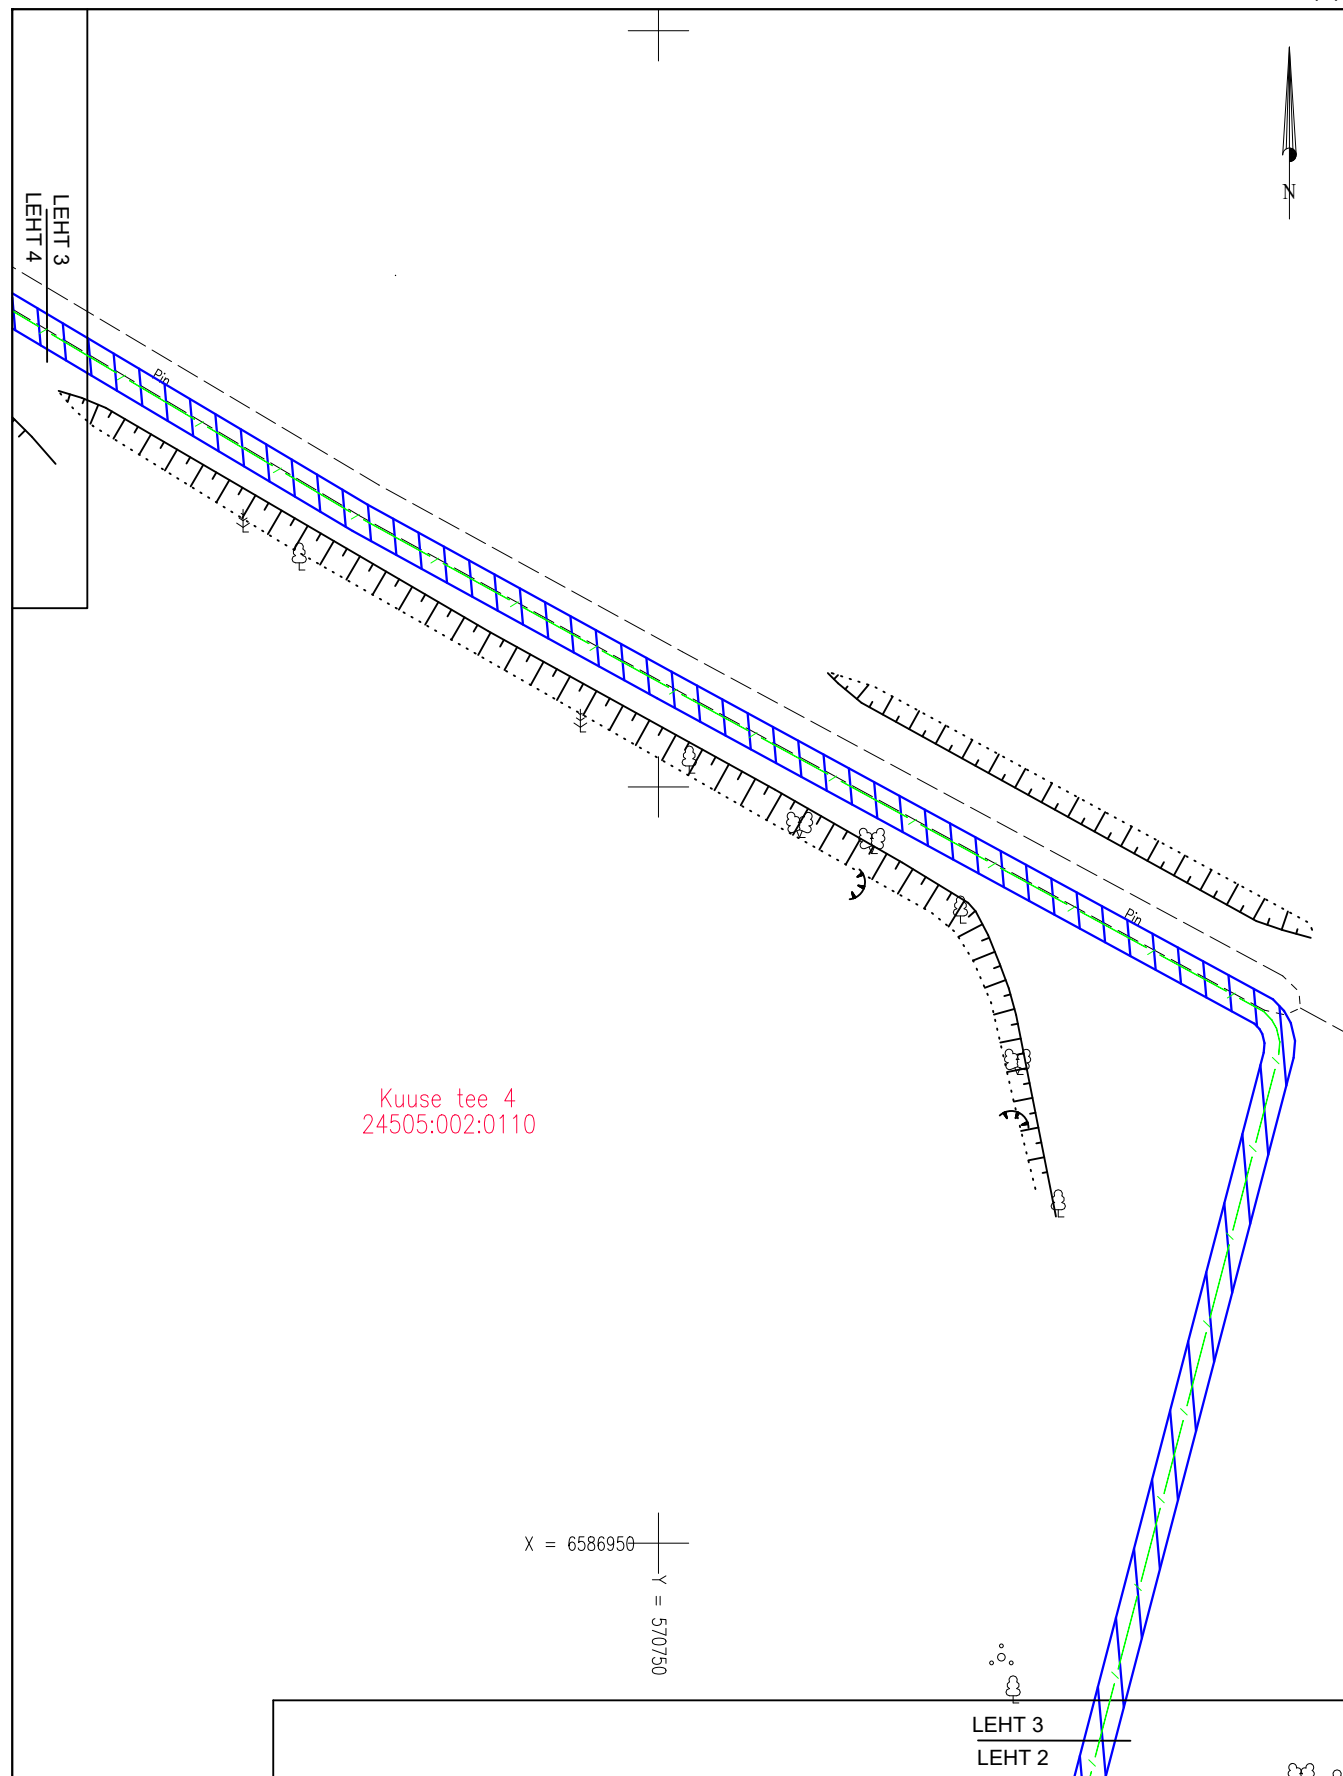 N
LEHT 3
LEHT 4
Pin
Pin
Kuuse tee 4
24505:002:0110
X = 6586950
Y = 570750
LEHT 3
LEHT 2